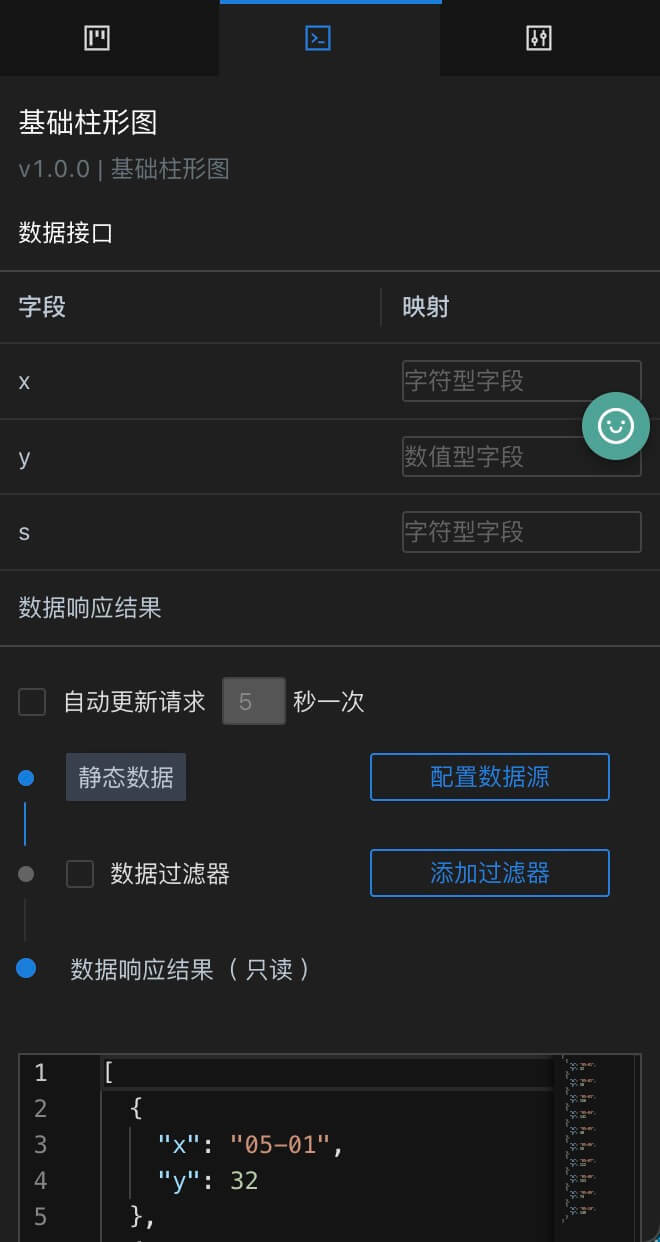 基础柱形图
v1.0.0 | 基础柱形图
数据接口
字段 映射
x 字符型字段
y 数值型字段
s 字符型字段
数据响应结果
自动更新请求 5 秒一次
静态数据 配置数据源
数据过滤器 添加过滤器
数据响应结果（只读）
1 [
2 {
3 "x": "05-01",
4 "y": 32
5 },